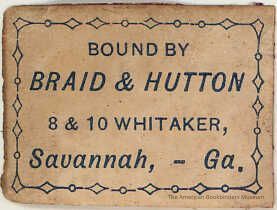 BOUND BY
BRAID & HUTTON
8 & 10 WHITAKER,
Savannah, - Ga.
The American Bookbinders Museum